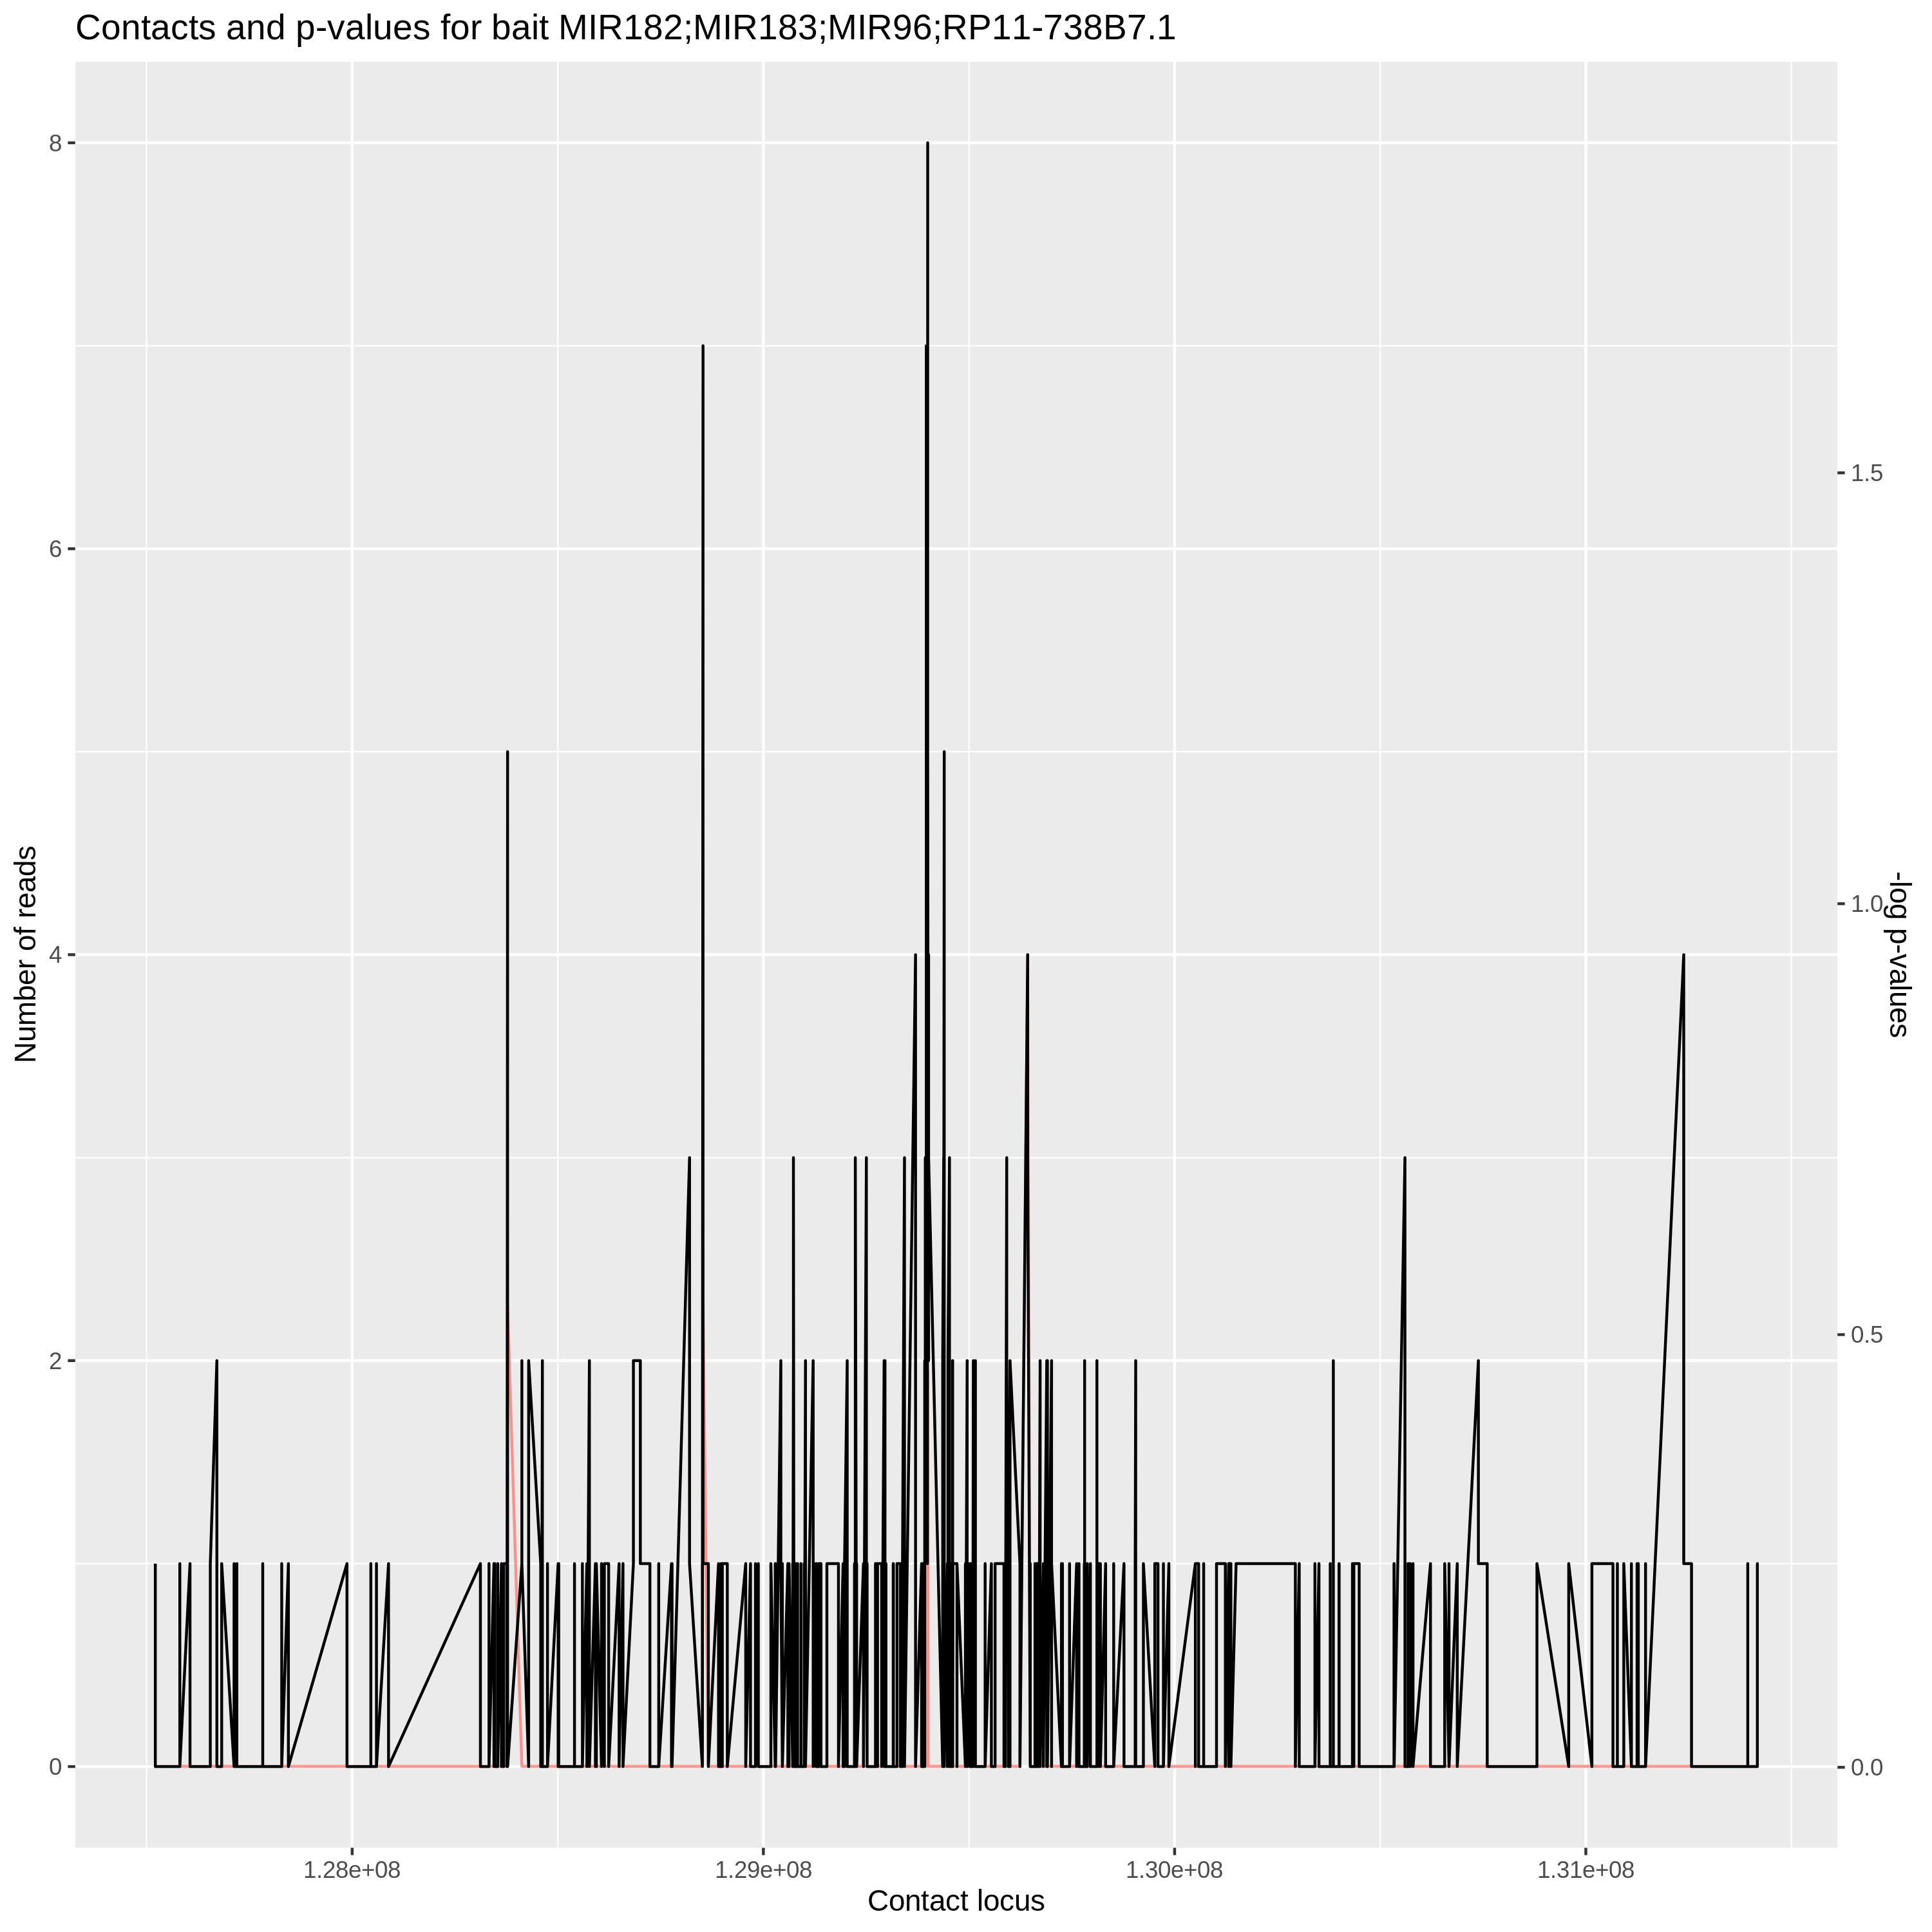 Contacts and p-values for bait MIR182;MIR183;MIR96;RP11-738B7.1
8
6
4
2
0
Number of reads
1.5
1.0
0.5
0.0
-log p-values
1.28e+08
1.29e+08
1.30e+08
1.31e+08
Contact locus